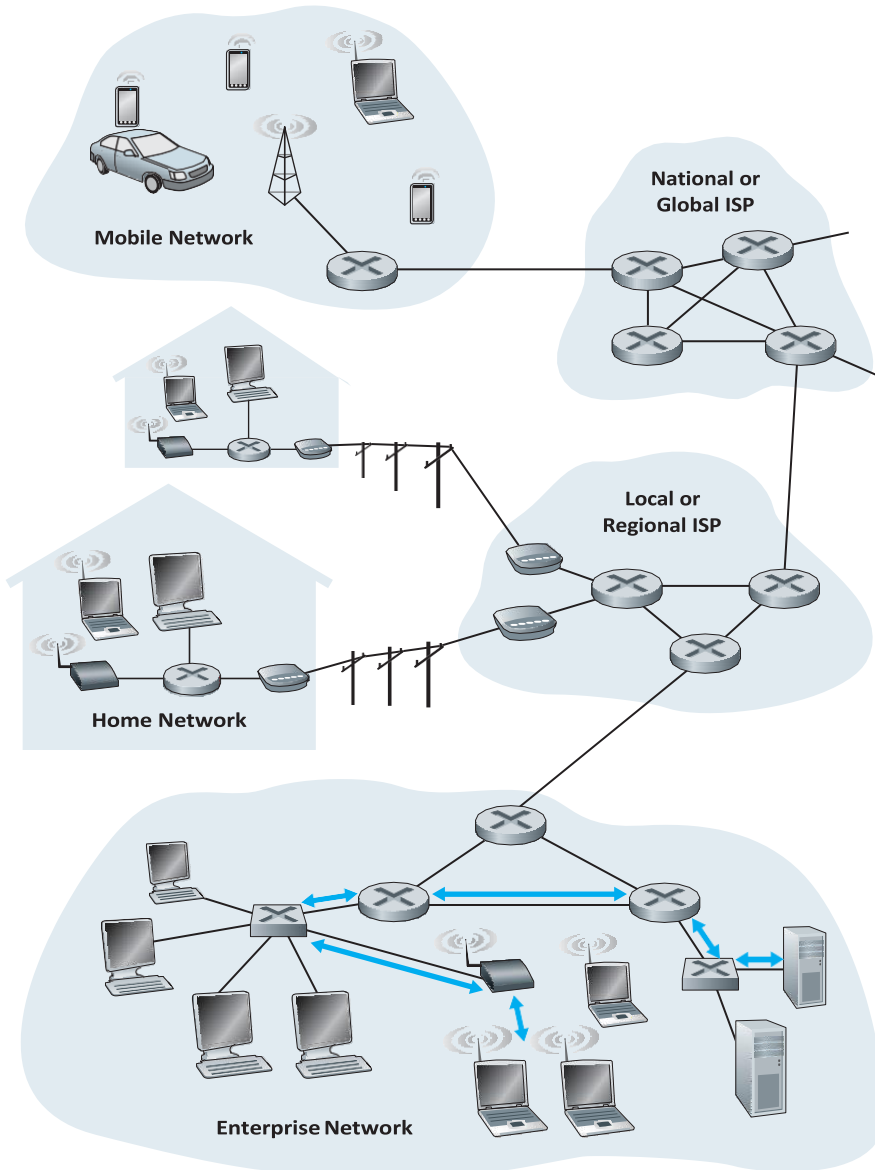 National or
Global ISP
Mobile Network
Local or
Regional ISP
Home Network
Enterprise Network